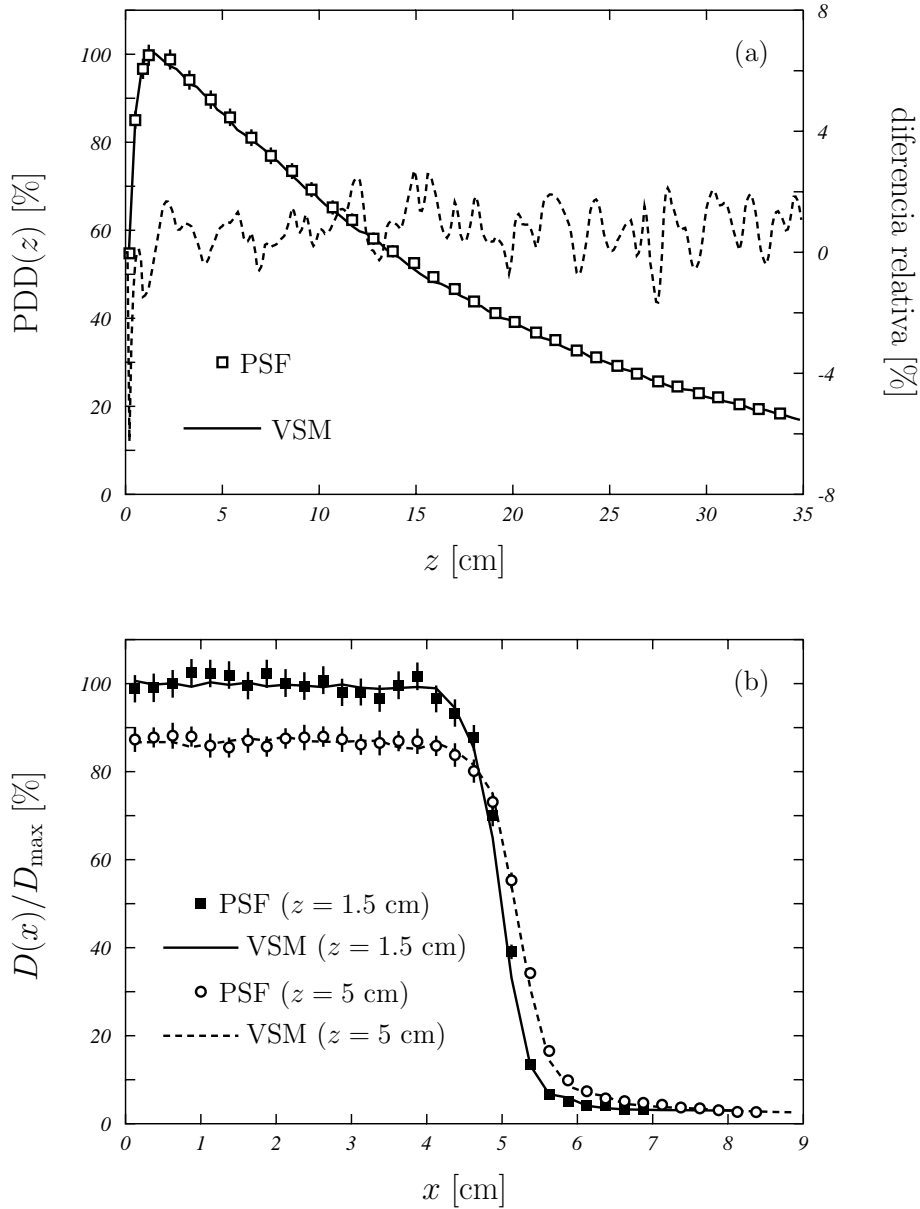 (a)
PDD(z) [%]
100
80
60
40
20
0
8
4
0
-4
-8
diferencia relativa [%]
PSF
VSM
0 5 10 15 20 25 30 35
z [cm]
(b)
D(x)/D_max [%]
100
80
60
40
20
0
PSF (z = 1.5 cm)
VSM (z = 1.5 cm)
PSF (z = 5 cm)
VSM (z = 5 cm)
0 1 2 3 4 5 6 7 8 9
x [cm]